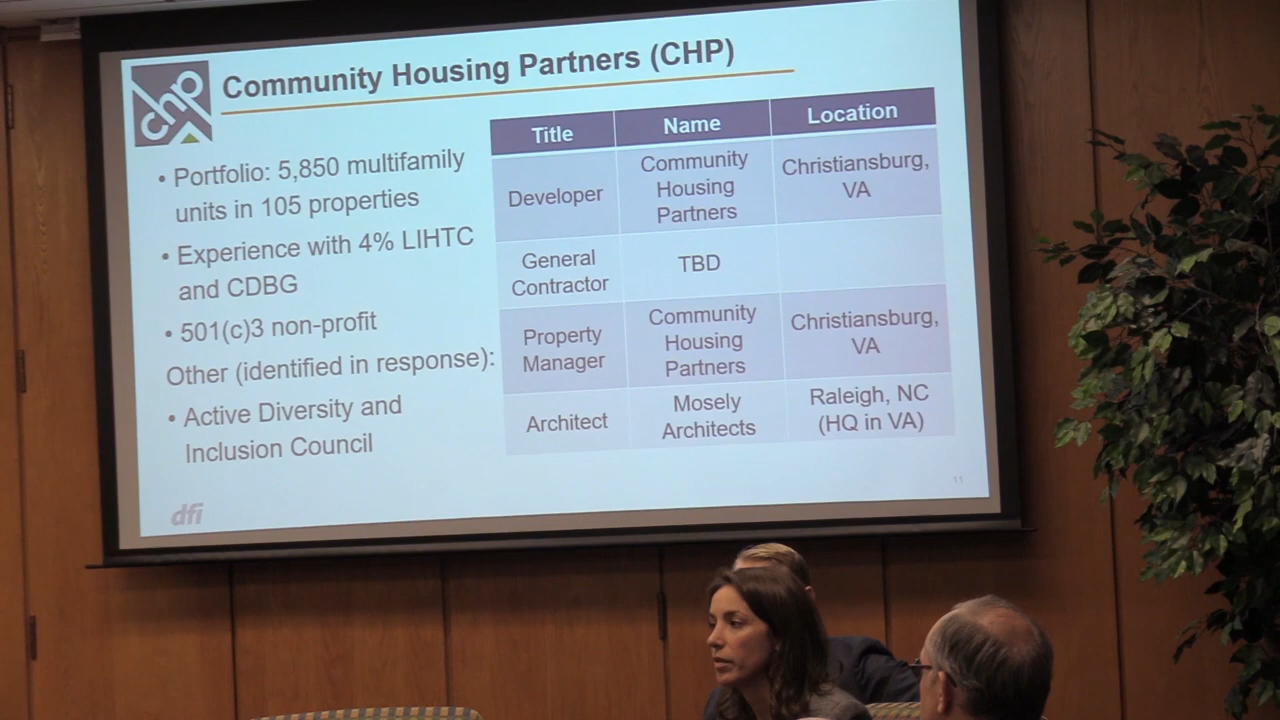 chp
Community Housing Partners (CHP)
• Portfolio: 5,850 multifamily
units in 105 properties
• Experience with 4% LIHTC
and CDBG
• 501(c)3 non-profit
Other (identified in response):
• Active Diversity and
Inclusion Council
Title Name Location
Developer
Community
Housing
Partners
Christiansburg,
VA
General
Contractor
TBD
Property
Manager
Community
Housing
Partners
Christiansburg,
VA
Architect
Mosely
Architects
Raleigh, NC
(HQ in VA)
dfi
11